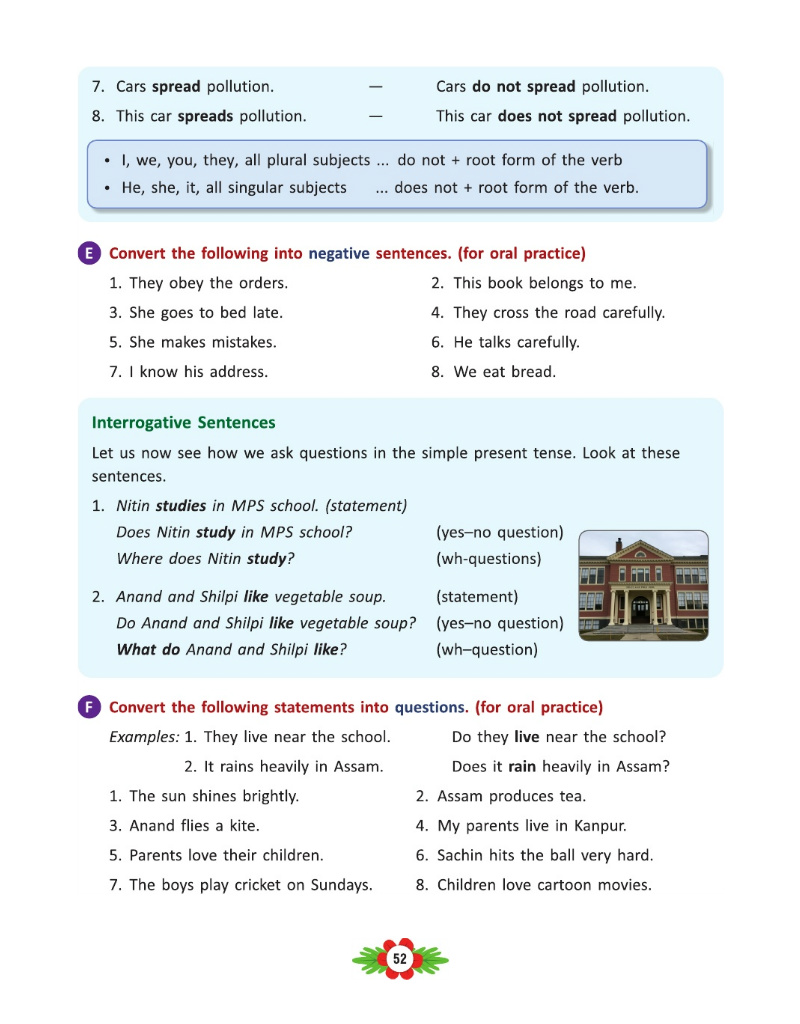 7. Cars spread pollution. — Cars do not spread pollution.
8. This car spreads pollution. — This car does not spread pollution.
• I, we, you, they, all plural subjects ... do not + root form of the verb
• He, she, it, all singular subjects ... does not + root form of the verb.
E Convert the following into negative sentences. (for oral practice)
1. They obey the orders. 2. This book belongs to me.
3. She goes to bed late. 4. They cross the road carefully.
5. She makes mistakes. 6. He talks carefully.
7. I know his address. 8. We eat bread.
Interrogative Sentences
Let us now see how we ask questions in the simple present tense. Look at these
sentences.
1. Nitin studies in MPS school. (statement)
Does Nitin study in MPS school? (yes–no question)
Where does Nitin study? (wh-questions)
2. Anand and Shilpi like vegetable soup. (statement)
Do Anand and Shilpi like vegetable soup? (yes–no question)
What do Anand and Shilpi like? (wh–question)
F Convert the following statements into questions. (for oral practice)
Examples: 1. They live near the school. Do they live near the school?
2. It rains heavily in Assam. Does it rain heavily in Assam?
1. The sun shines brightly. 2. Assam produces tea.
3. Anand flies a kite. 4. My parents live in Kanpur.
5. Parents love their children. 6. Sachin hits the ball very hard.
7. The boys play cricket on Sundays. 8. Children love cartoon movies.
52